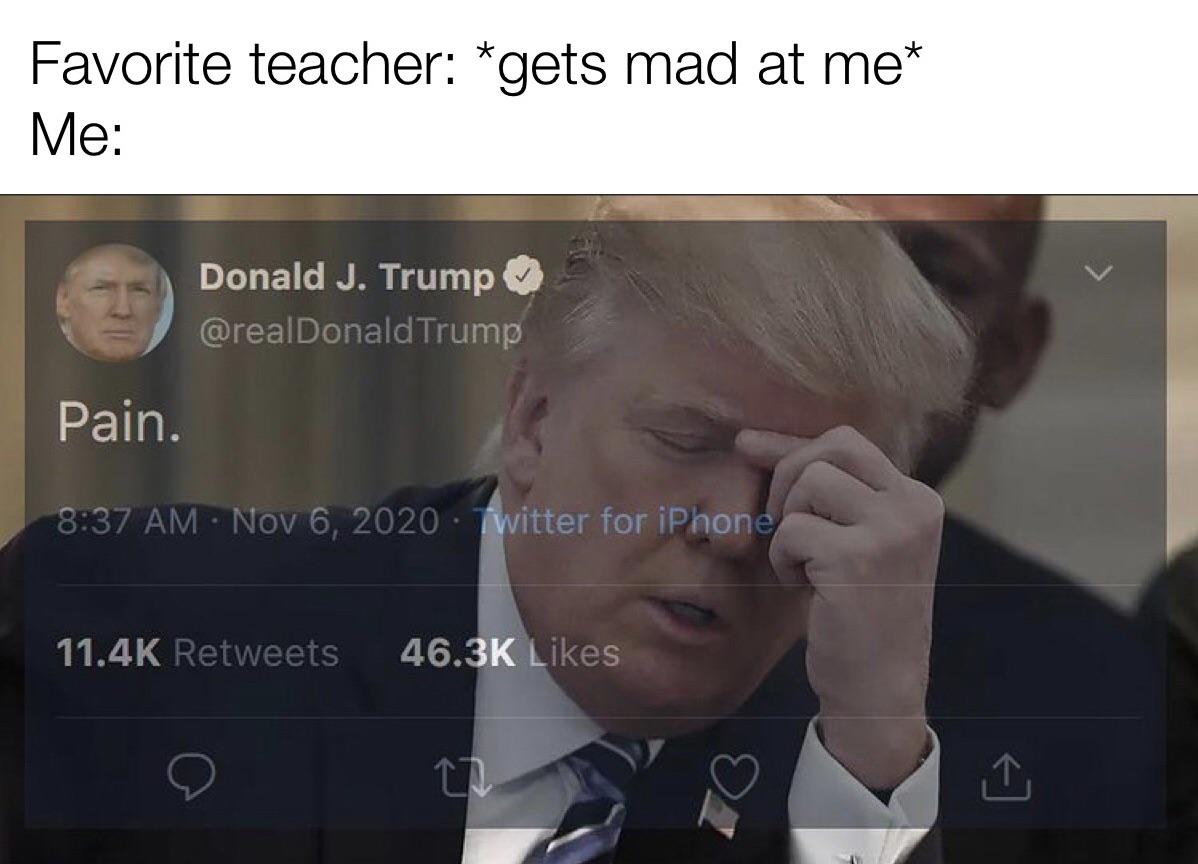 Favorite teacher: *gets mad at me*
Me:
Donald J. Trump
@realDonaldTrump
Pain.
8:37 AM · Nov 6, 2020 · Twitter for iPhone
11.4K Retweets 46.3K Likes